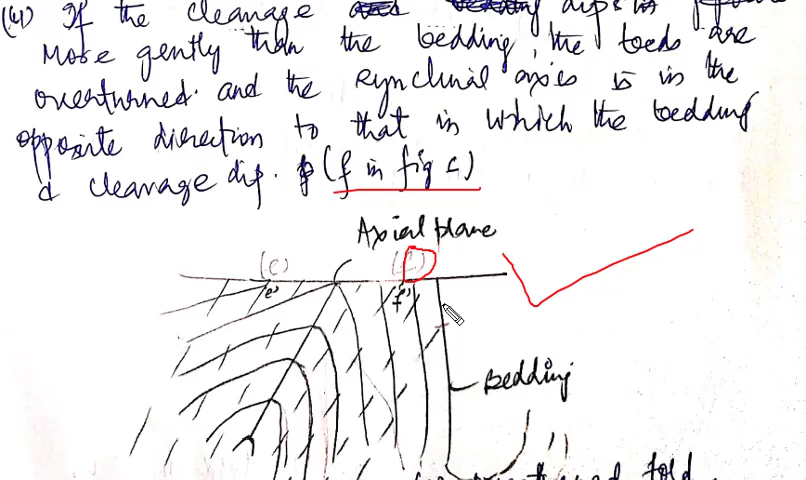 (4) If the cleavage dips in
More gently than the bedding, the beds are
overturned. and the synclinal axis is in the
opposite direction to that in which the bedding
d cleavage dip. (f in fig c)
Axial plane
(e)
e'
f'
Bedding
fold.